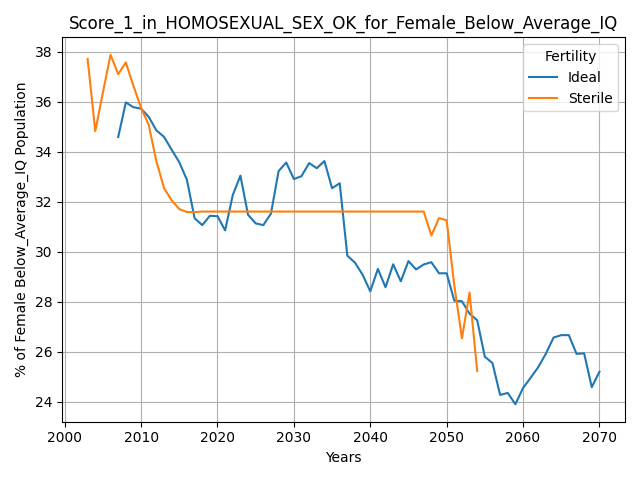 Score_1_in_HOMOSEXUAL_SEX_OK_for_Female_Below_Average_IQ
Fertility
Ideal
Sterile
% of Female Below_Average_IQ Population
38
36
34
32
30
28
26
24
2000 2010 2020 2030 2040 2050 2060 2070
Years